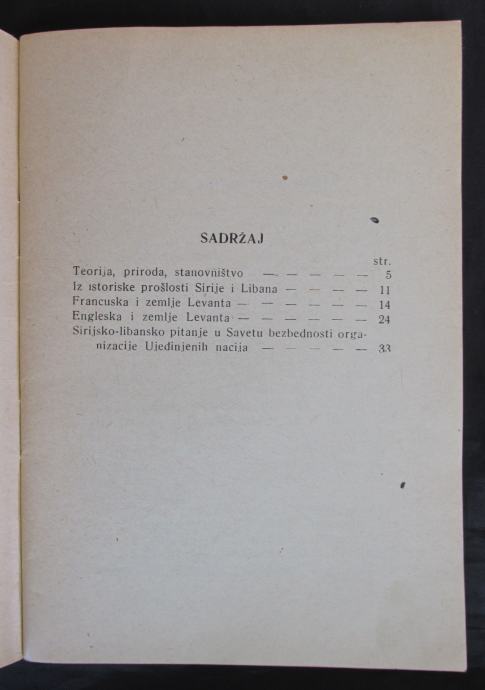 SADRŽAJ
str.
Teorija, priroda, stanovništvo — — — — — 5
Iz istoriske prošlosti Sirije i Libana — — — — 11
Francuska i zemlje Levanta — — — — — — 14
Engleska i zemlje Levanta — — — — — — 24
Sirijsko-libansko pitanje u Savetu bezbednosti orga-
nizacije Ujedinjenih nacija — — — — — 33